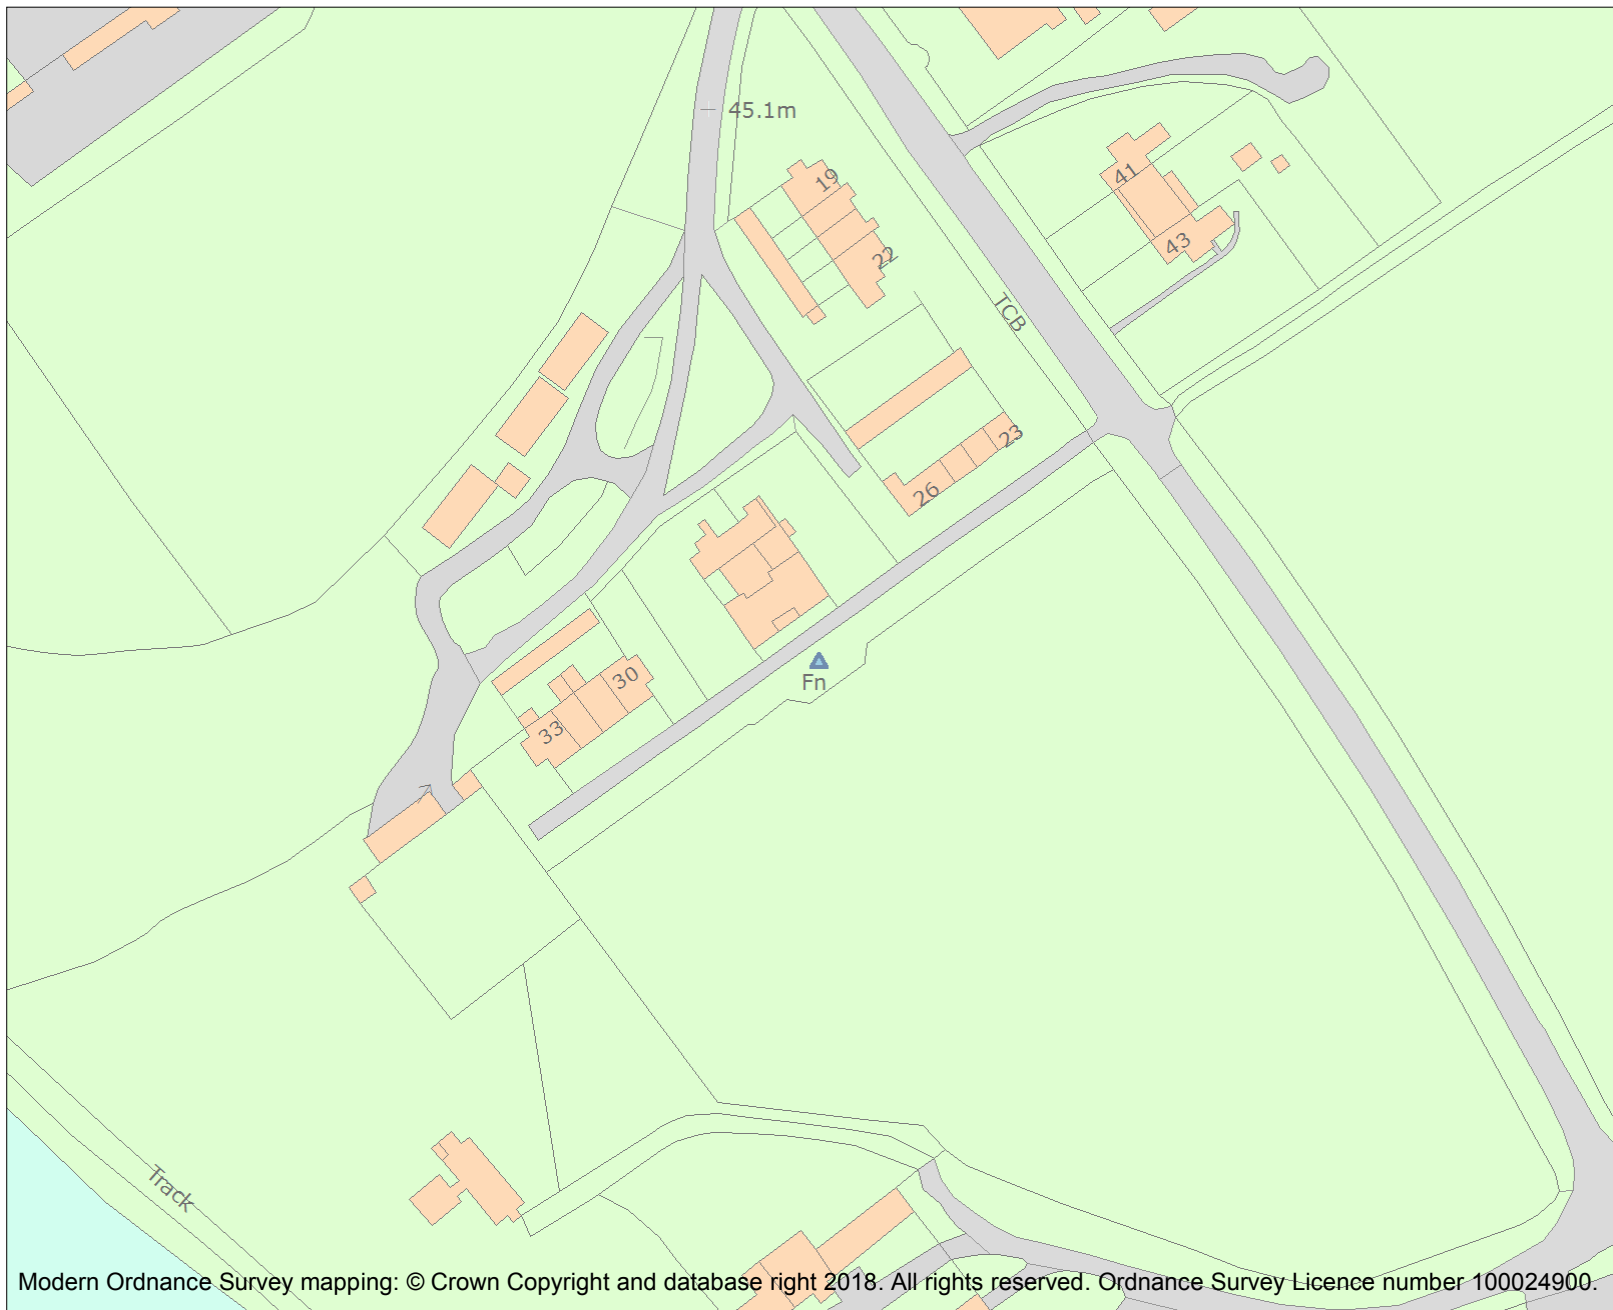 45.1m
19
41
22
43
TCB
23
26
Fn
30
33
Track
Modern Ordnance Survey mapping: © Crown Copyright and database right 2018. All rights reserved. Ordnance Survey Licence number 100024900.